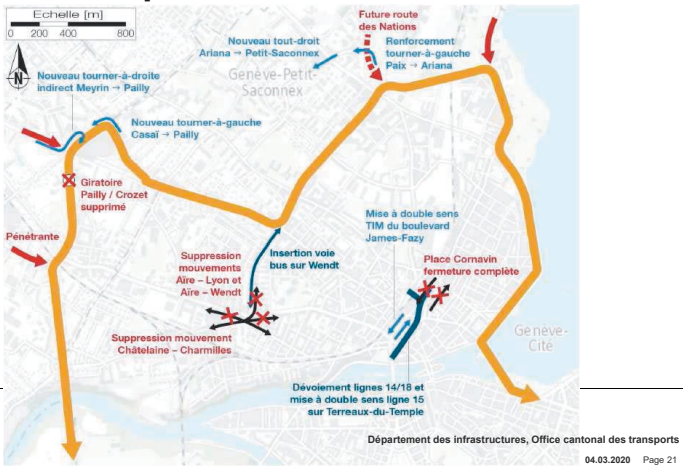 Echelle [m]
0 200 400 800
N
Nouveau tourner-à-droite
indirect Meyrin → Pailly
Nouveau tourner-à-gauche
Casaï → Pailly
Giratoire
Pailly / Crozet
supprimé
Pénétrante
Nouveau tout-droit
Ariana → Petit-Saconnex
Genève-Petit-
Saconnex
Future route
des Nations
Renforcement
tourner-à-gauche
Paix → Ariana
Suppression
mouvements
Aïre – Lyon et
Aïre – Wendt
Insertion voie
bus sur Wendt
Suppression mouvement
Châtelaine – Charmilles
Mise à double sens
TIM du boulevard
James-Fazy
Place Cornavin
fermeture complète
Genève-
Cité
Dévoiement lignes 14/18 et
mise à double sens ligne 15
sur Terreaux-du-Temple
Département des infrastructures, Office cantonal des transports
04.03.2020 Page 21